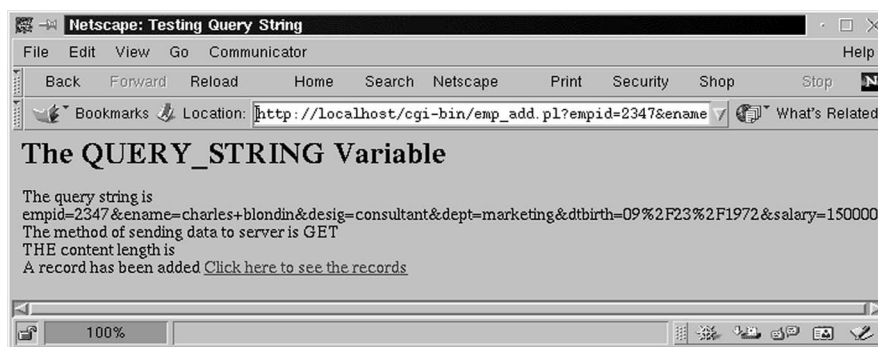 Netscape: Testing Query String
File Edit View Go Communicator Help
Back Forward Reload Home Search Netscape Print Security Shop Stop N
Bookmarks Location: http://localhost/cgi-bin/emp_add.pl?empid=2347&ename What's Related
The QUERY_STRING Variable
The query string is
empid=2347&ename=charles+blondin&desig=consultant&dept=marketing&dtbirth=09%2F23%2F1972&salary=150000
The method of sending data to server is GET
THE content length is
A record has been added Click here to see the records
100%